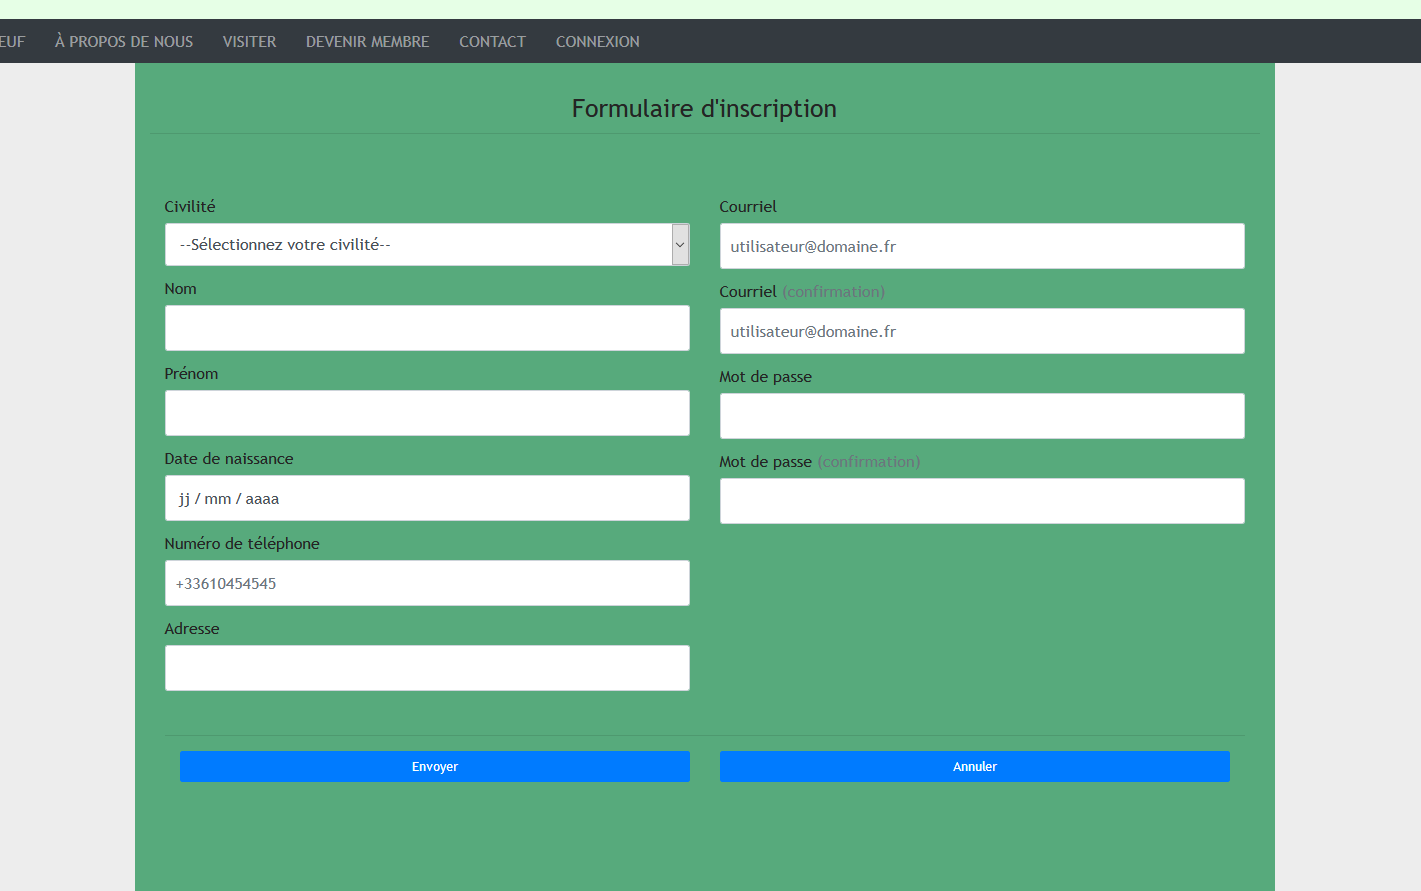 EUF À PROPOS DE NOUS VISITER DEVENIR MEMBRE CONTACT CONNEXION
Formulaire d'inscription
Civilité
--Sélectionnez votre civilité--
Nom
Prénom
Date de naissance
jj / mm / aaaa
Numéro de téléphone
+33610454545
Adresse
Courriel
utilisateur@domaine.fr
Courriel (confirmation)
utilisateur@domaine.fr
Mot de passe
Mot de passe (confirmation)
Envoyer
Annuler